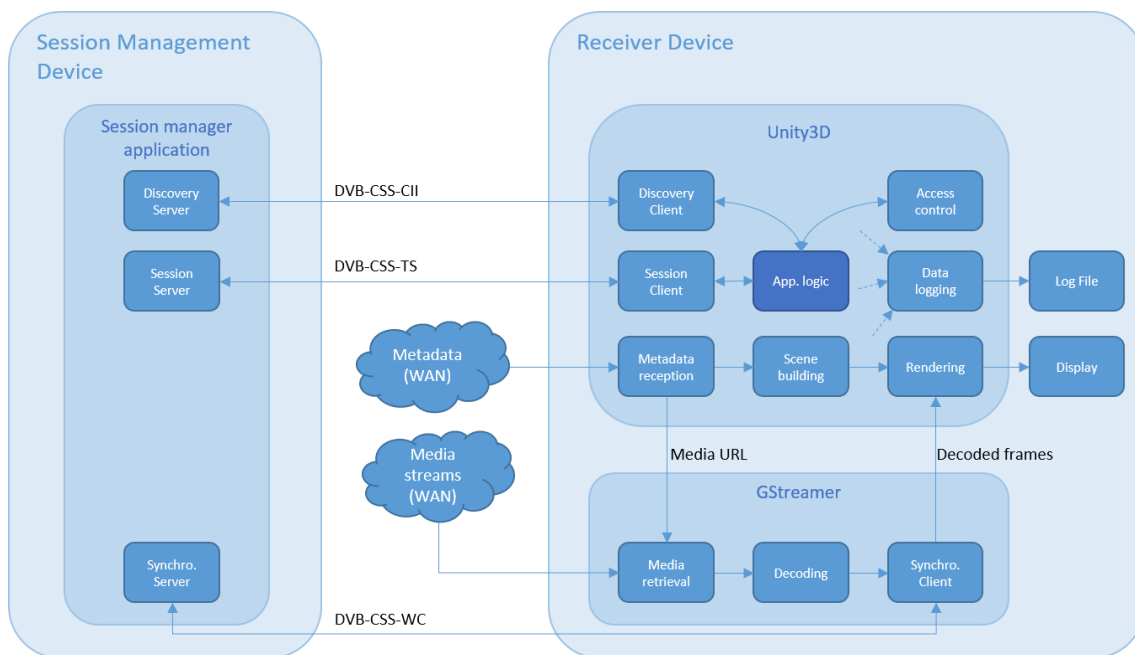 Session Management
Device
Receiver Device
Session manager
application
Unity3D
Discovery
Server
DVB-CSS-CII
Discovery
Client
Access
control
Session
Server
DVB-CSS-TS
Session
Client
App. logic
Data
logging
Log File
Metadata
(WAN)
Metadata
reception
Scene
building
Rendering
Display
Media
streams
(WAN)
Media URL
Decoded frames
GStreamer
Synchro.
Server
Media
retrieval
Decoding
Synchro.
Client
DVB-CSS-WC